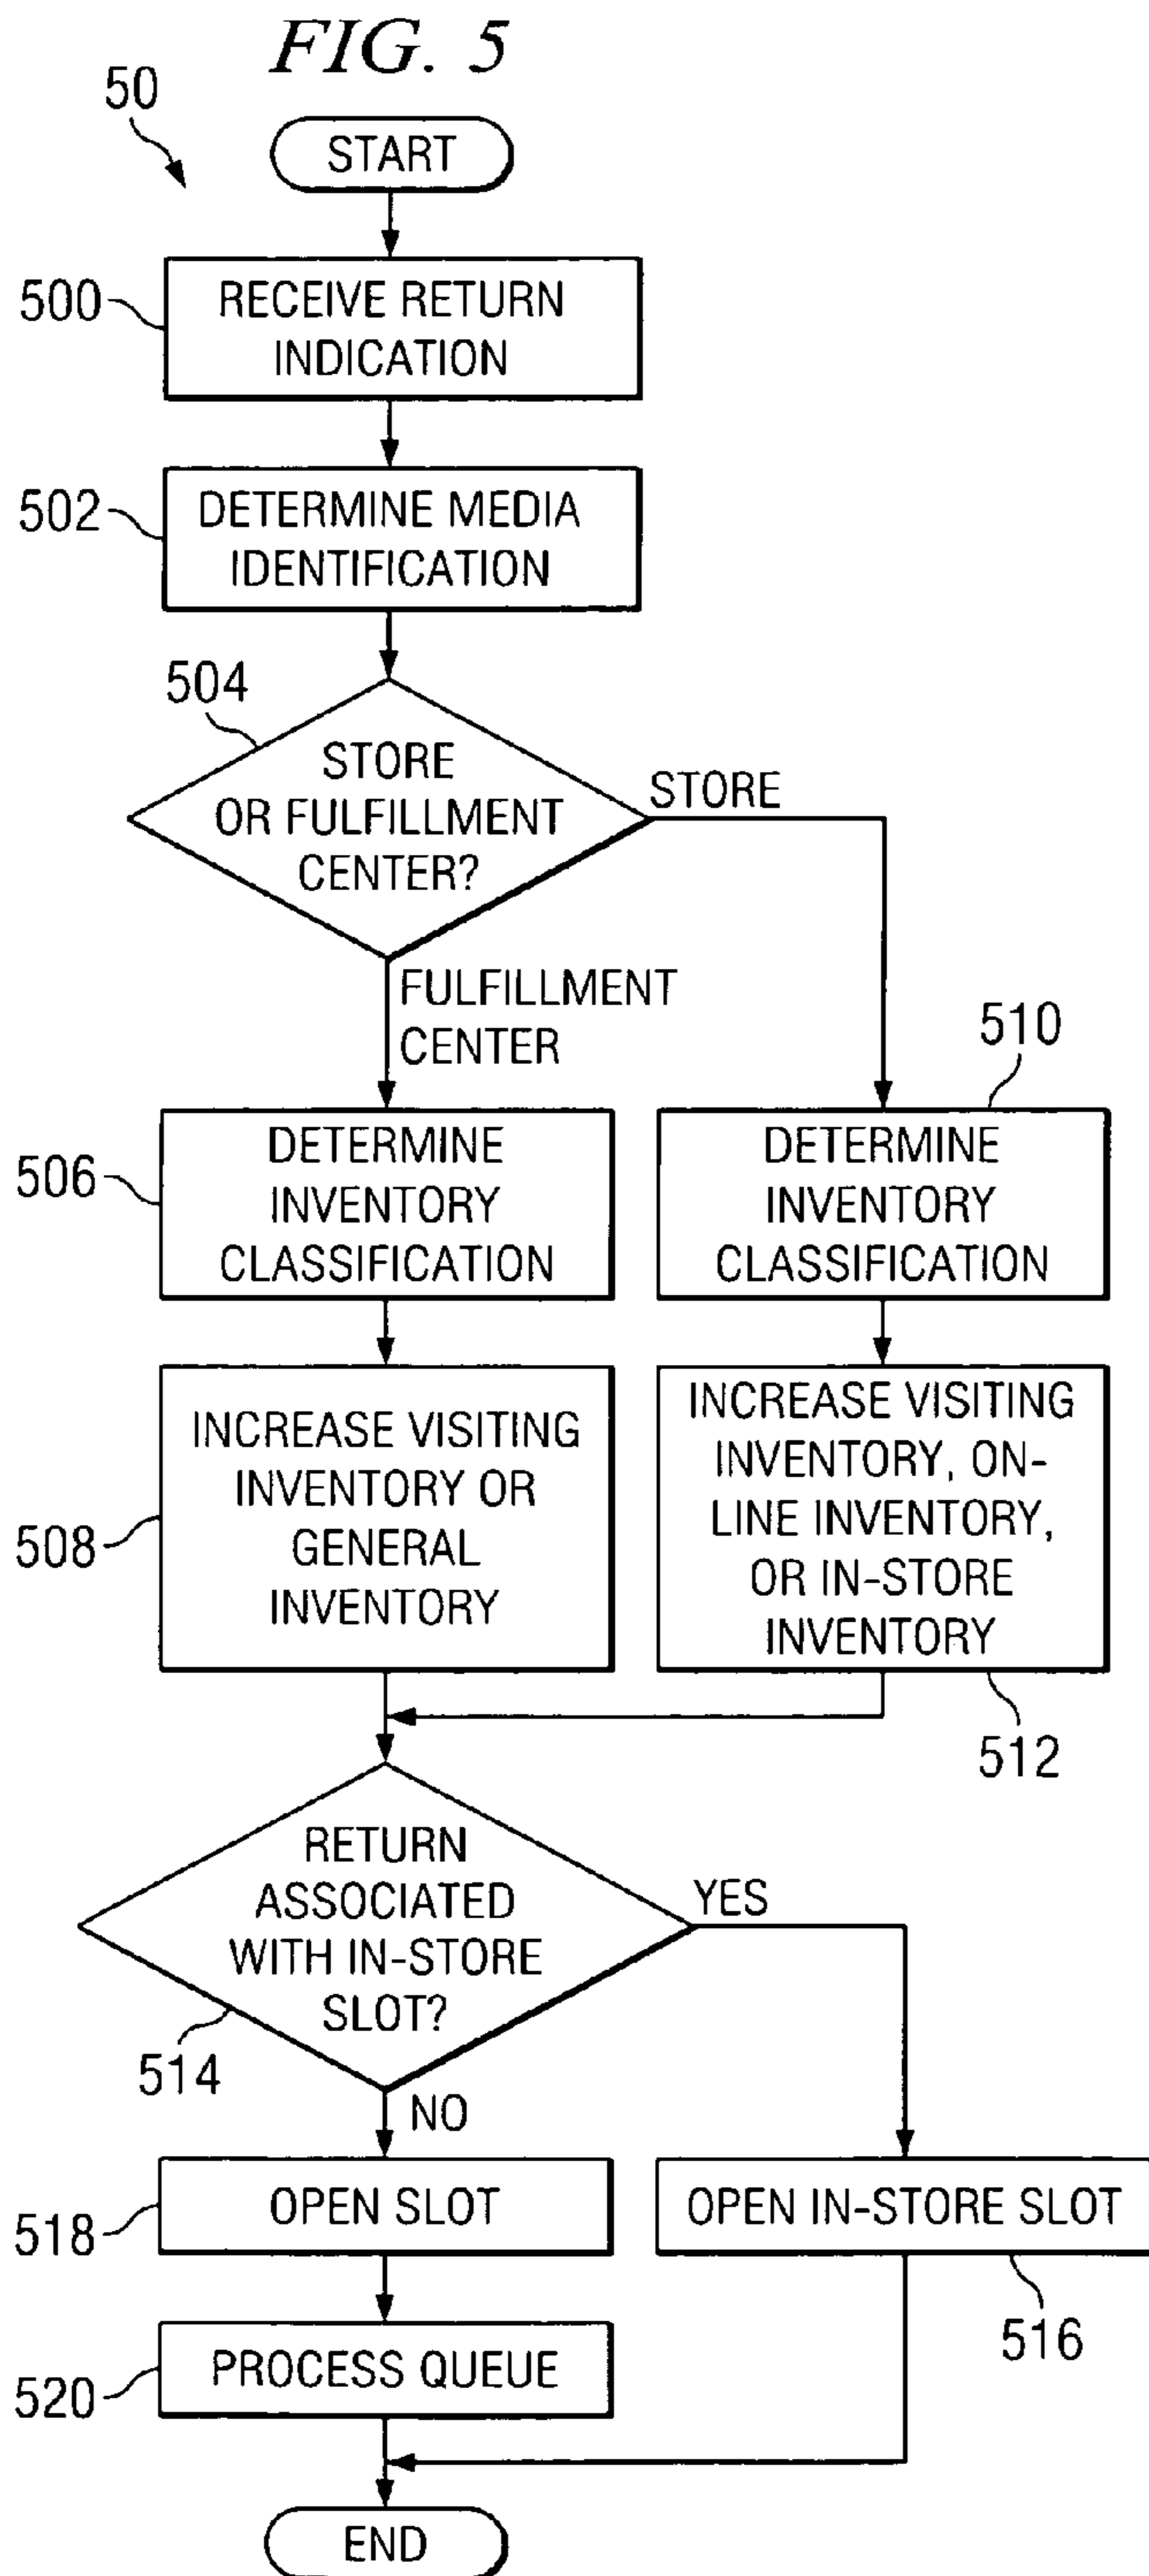 FIG. 5
50
START
500
RECEIVE RETURN
INDICATION
502
DETERMINE MEDIA
IDENTIFICATION
504
STORE
OR FULFILLMENT
CENTER?
STORE
FULFILLMENT
CENTER
510
506
DETERMINE
INVENTORY
CLASSIFICATION
DETERMINE
INVENTORY
CLASSIFICATION
508
INCREASE VISITING
INVENTORY OR
GENERAL
INVENTORY
INCREASE VISITING
INVENTORY, ON-
LINE INVENTORY,
OR IN-STORE
INVENTORY
512
RETURN
ASSOCIATED
WITH IN-STORE
SLOT?
YES
514
NO
518
OPEN SLOT
OPEN IN-STORE SLOT
516
520
PROCESS QUEUE
END